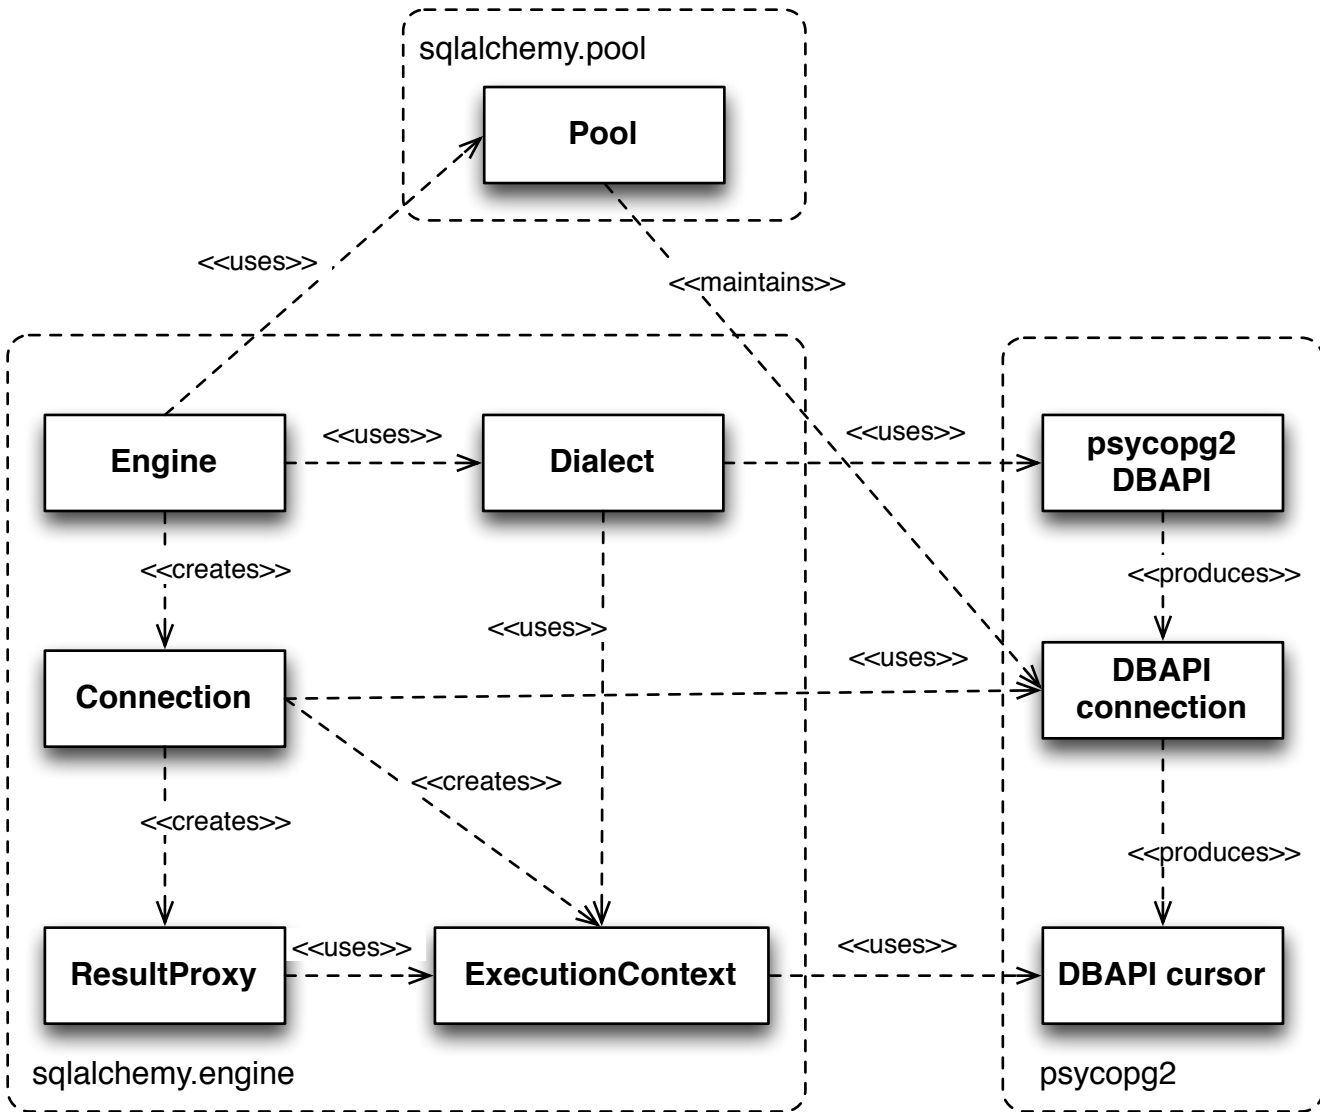 sqlalchemy.pool
Pool
<<uses>>
<<maintains>>
Engine
<<uses>>
Dialect
<<uses>>
psycopg2
DBAPI
<<creates>>
<<produces>>
<<uses>>
Connection
<<uses>>
DBAPI
connection
<<creates>>
<<creates>>
<<produces>>
ResultProxy
<<uses>>
ExecutionContext
<<uses>>
DBAPI cursor
sqlalchemy.engine
psycopg2